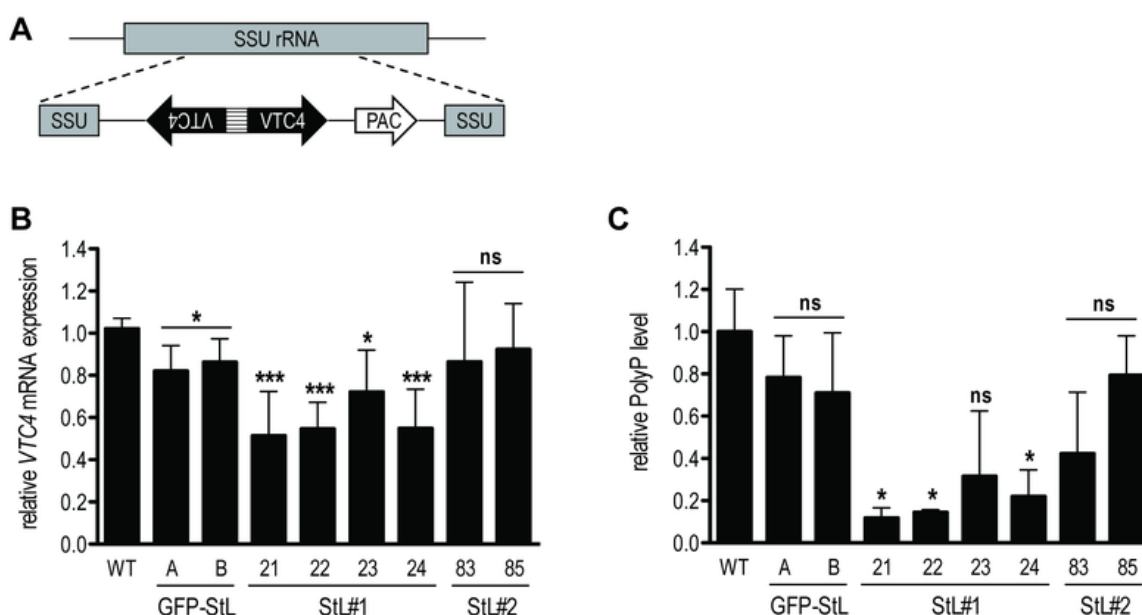 A
SSU rRNA
SSU VTC4 VTC4 PAC SSU
B
relative VTC4 mRNA expression
1.4
1.2
1.0
0.8
0.6
0.4
0.2
0.0
* *** *** * *** ns
WT A B 21 22 23 24 83 85
GFP-StL StL#1 StL#2
C
relative PolyP level
1.4
1.2
1.0
0.8
0.6
0.4
0.2
0.0
ns * * ns * ns
WT A B 21 22 23 24 83 85
GFP-StL StL#1 StL#2